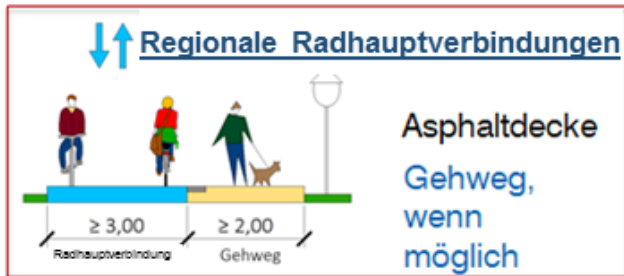 Regionale Radhauptverbindungen
Asphaltdecke
Gehweg,
wenn
möglich
≥ 3,00
≥ 2,00
Radhauptverbindung
Gehweg